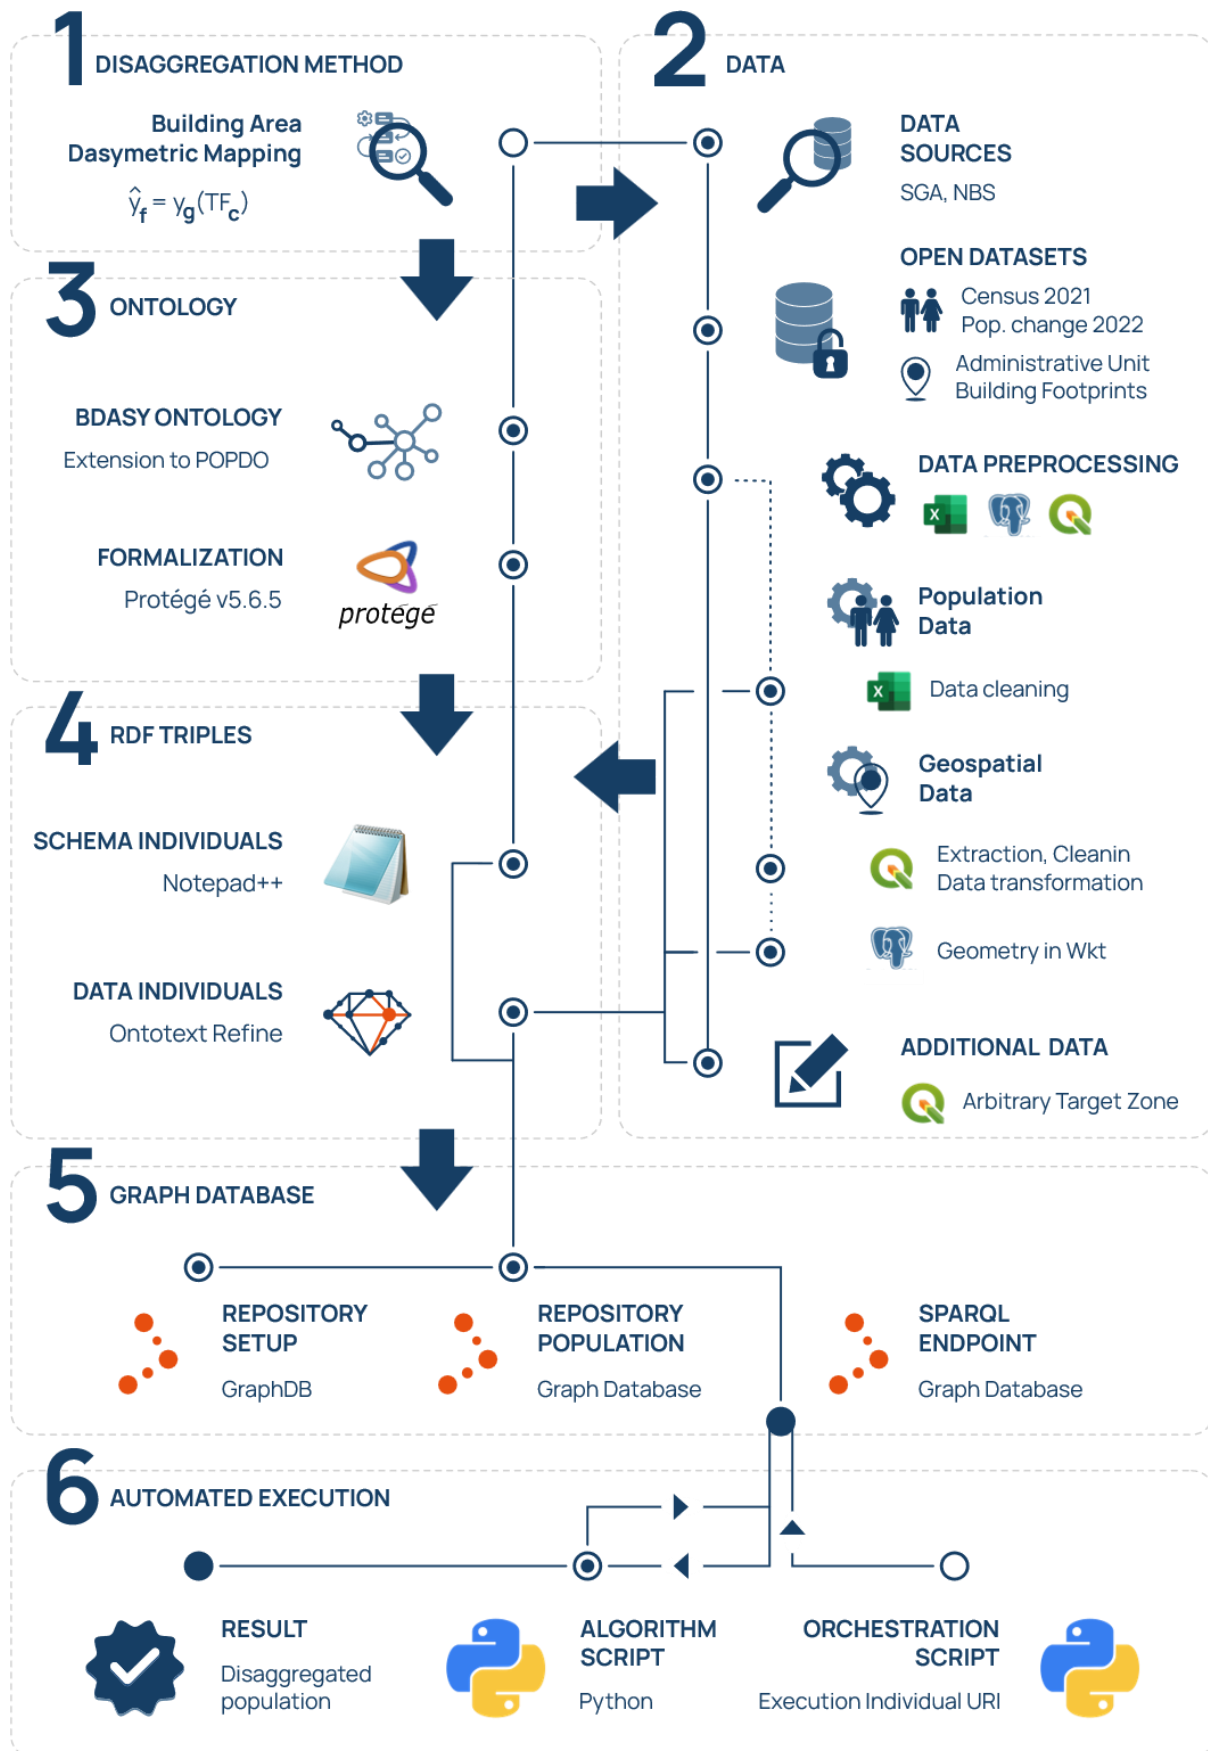 1
DISAGGREGATION METHOD
Building Area
Dasymetric Mapping
ŷf = yg(TFc)
2
DATA
DATA
SOURCES
SGA, NBS
OPEN DATASETS
Census 2021
Pop. change 2022
Administrative Unit
Building Footprints
DATA PREPROCESSING
X
Population
Data
X
Data cleaning
Geospatial
Data
Extraction, Cleanin
Data transformation
Geometry in Wkt
ADDITIONAL DATA
Arbitrary Target Zone
3
ONTOLOGY
BDASY ONTOLOGY
Extension to POPDO
FORMALIZATION
Protégé v5.6.5
protégé
4
RDF TRIPLES
SCHEMA INDIVIDUALS
Notepad++
DATA INDIVIDUALS
Ontotext Refine
5
GRAPH DATABASE
REPOSITORY
SETUP
GraphDB
REPOSITORY
POPULATION
Graph Database
SPARQL
ENDPOINT
Graph Database
6
AUTOMATED EXECUTION
RESULT
Disaggregated
population
ALGORITHM
SCRIPT
Python
ORCHESTRATION
SCRIPT
Execution Individual URI